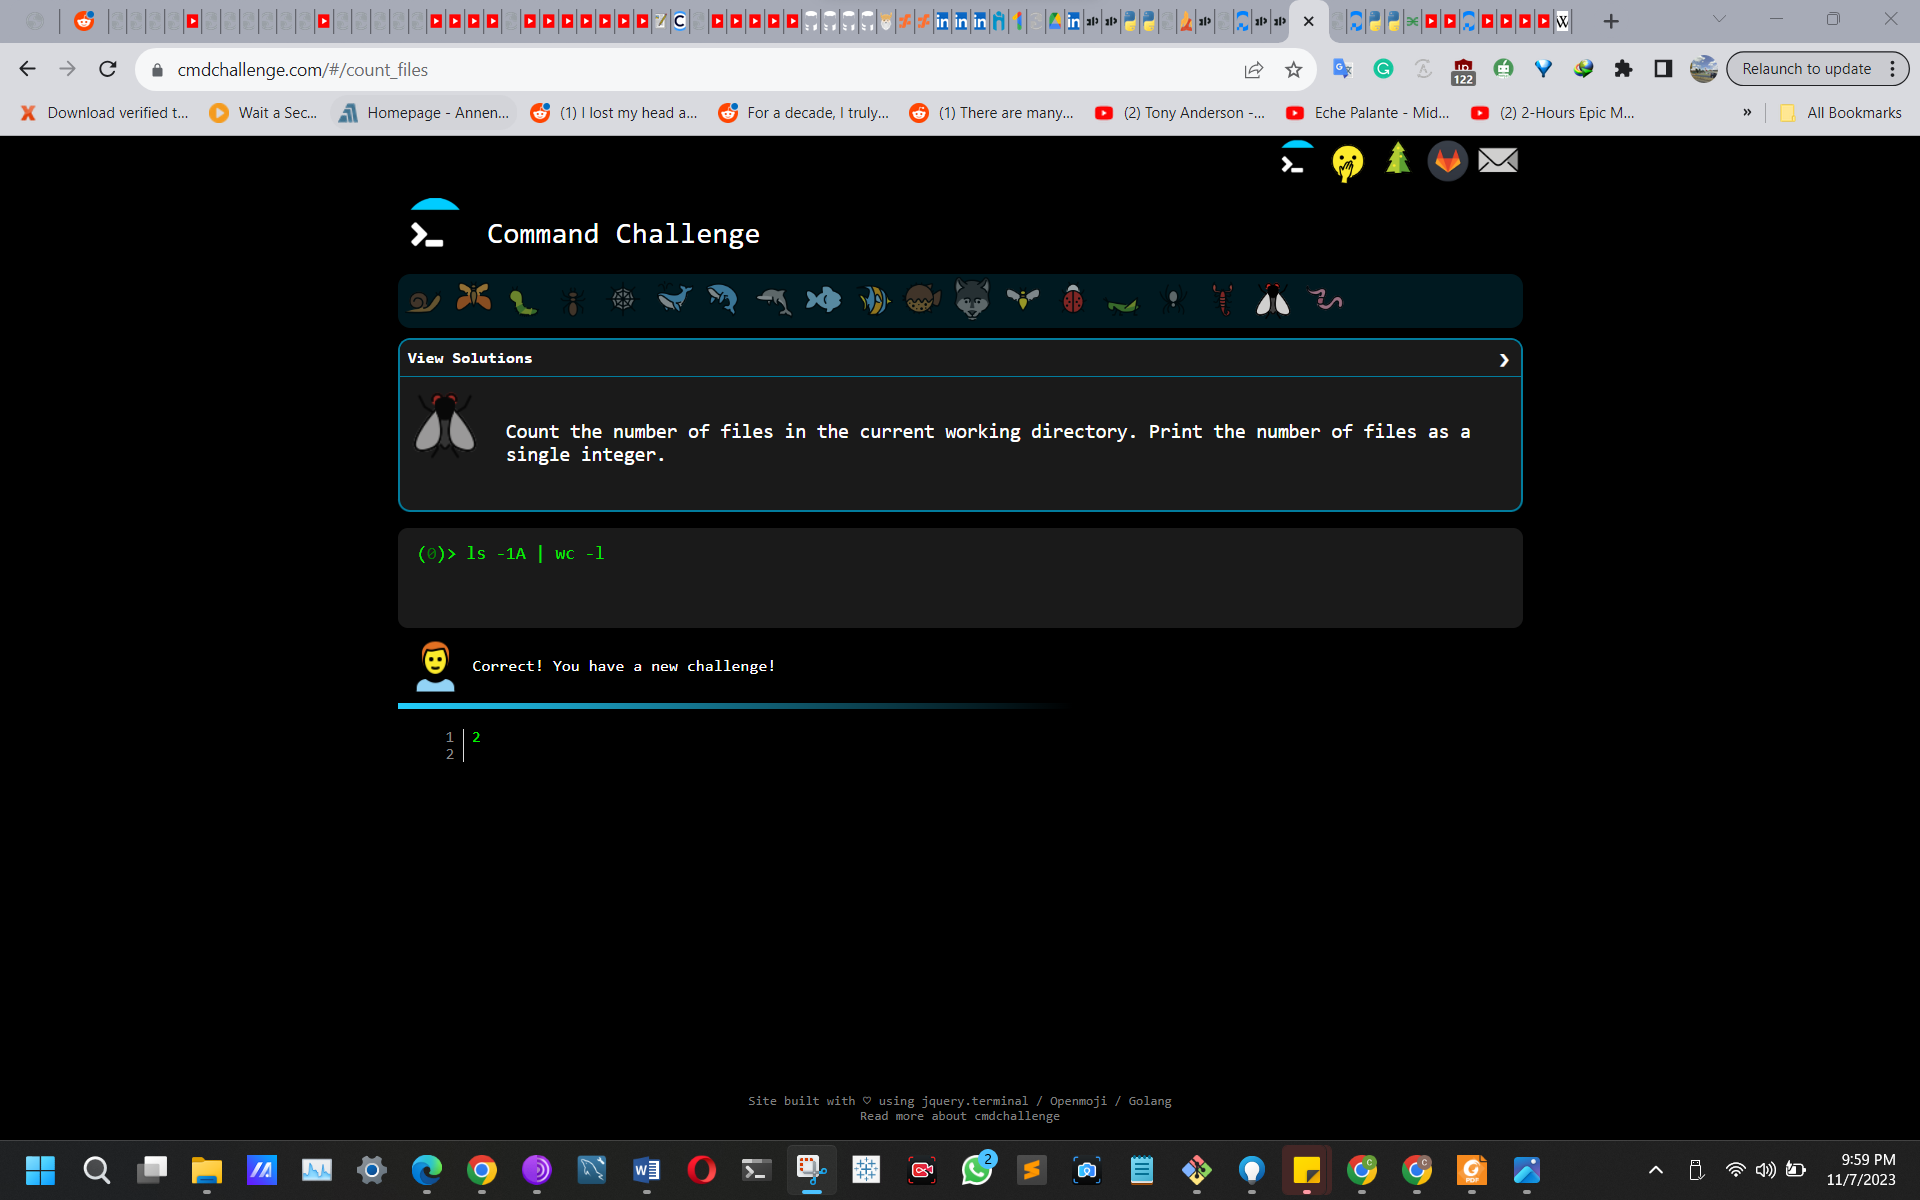 cmdchallenge.com/#/count_files
122
Relaunch to update
Download verified t...
Wait a Sec...
Homepage - Annen...
(1) I lost my head a...
For a decade, I truly...
(1) There are many...
(2) Tony Anderson -...
Eche Palante - Mid...
(2) 2-Hours Epic M...
»
All Bookmarks
Command Challenge
View Solutions
Count the number of files in the current working directory. Print the number of files as a
single integer.
(0)> ls -1A | wc -l
Correct! You have a new challenge!
1 2
2
Site built with ♡ using jquery.terminal / Openmoji / Golang
Read more about cmdchallenge
2
9:59 PM
11/7/2023